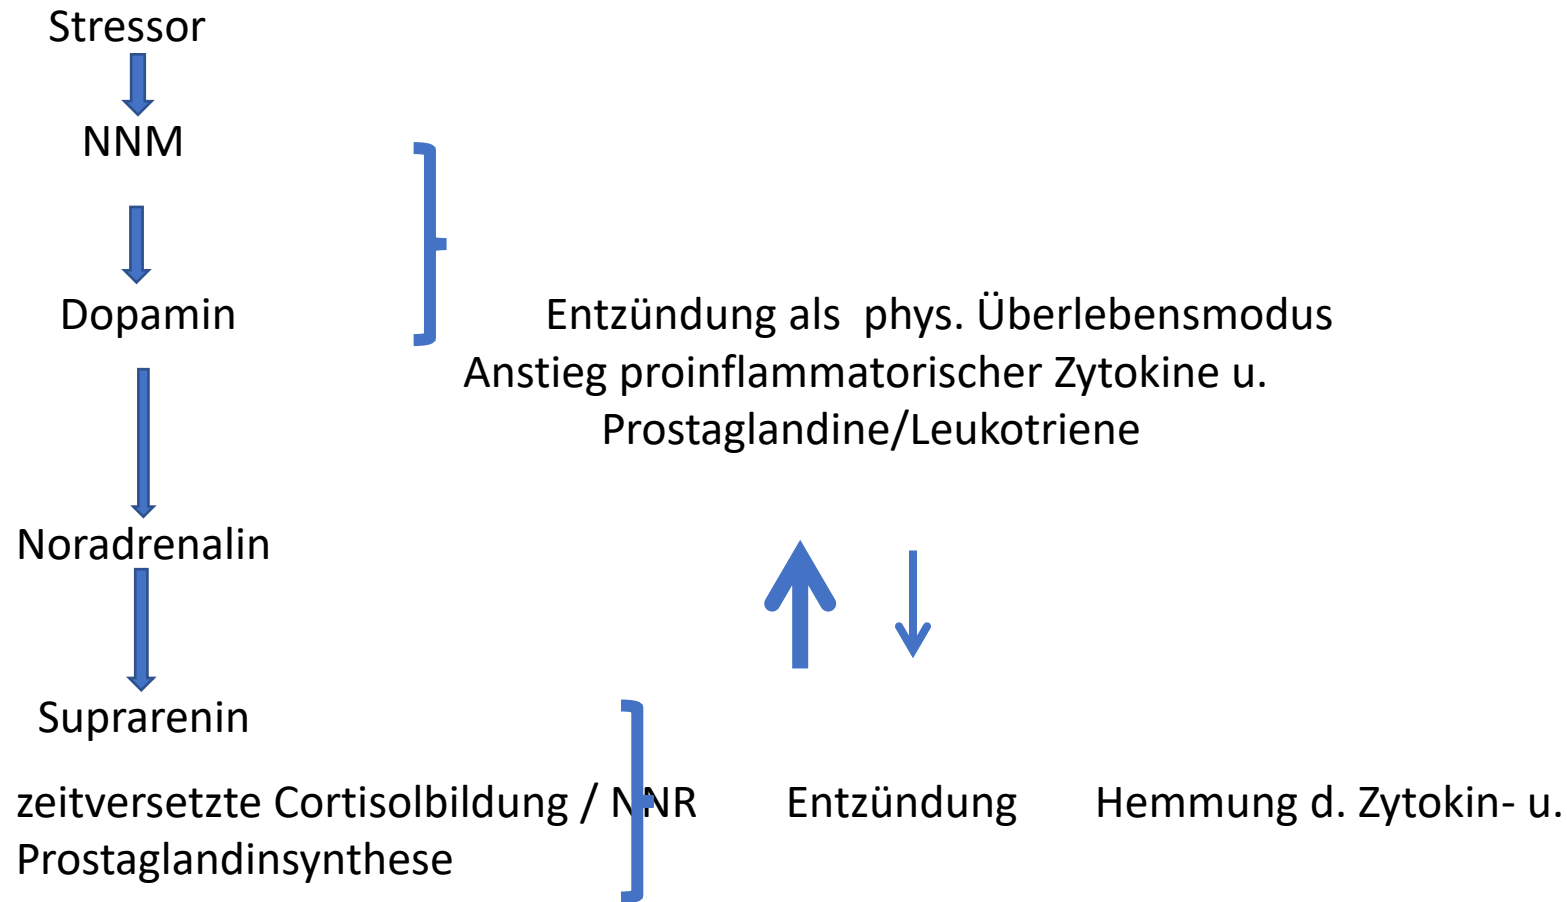 Stressor
NNM
Dopamin
Entzündung als phys. Überlebensmodus
Anstieg proinflammatorischer Zytokine u.
Prostaglandine/Leukotriene
Noradrenalin
Suprarenin
zeitversetzte Cortisolbildung / NNR Entzündung Hemmung d. Zytokin- u.
Prostaglandinsynthese